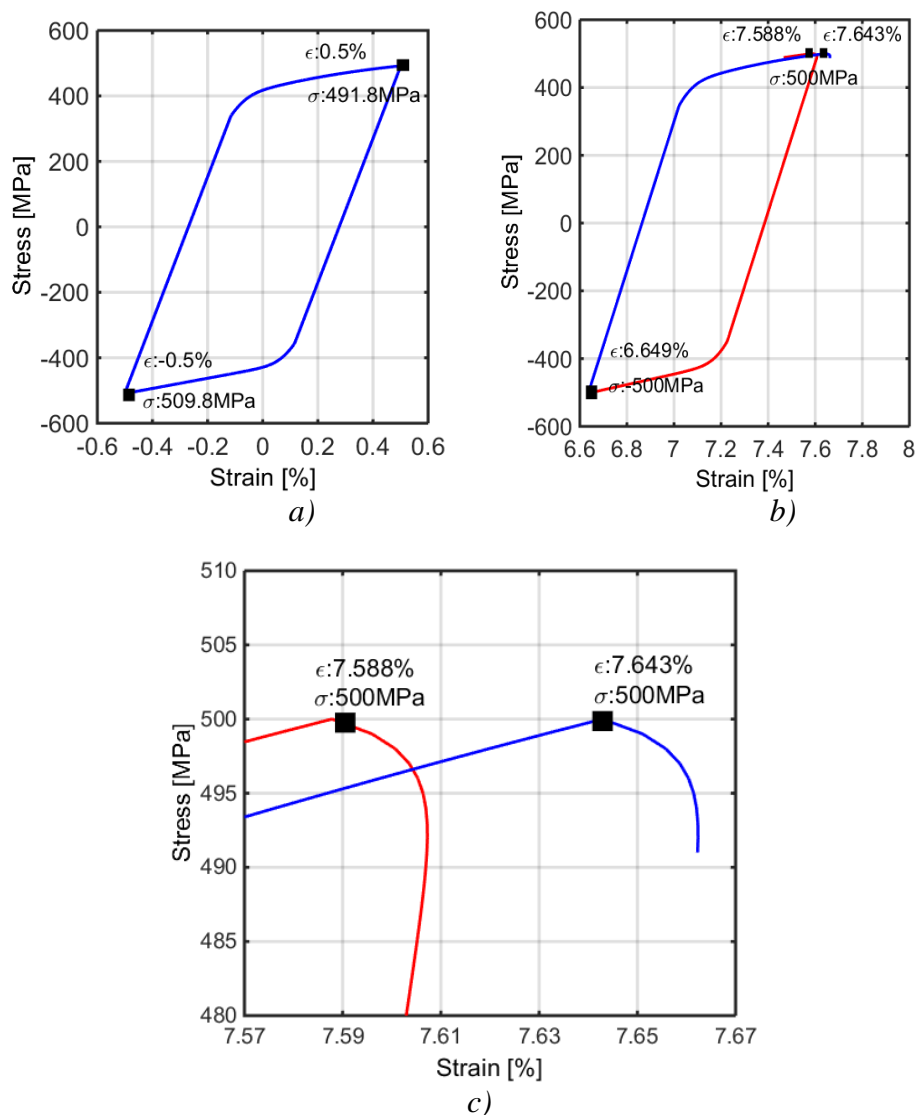 600
400
200
0
-200
-400
-600
Stress [MPa]
ϵ:0.5%
σ:491.8MPa
ϵ:-0.5%
σ:509.8MPa
-0.6 -0.4 -0.2 0 0.2 0.4 0.6
Strain [%]
a)
600
400
200
0
-200
-400
-600
Stress [MPa]
ϵ:7.588% ϵ:7.643%
σ:500MPa
ϵ:6.649%
σ:-500MPa
6.6 6.8 7 7.2 7.4 7.6 7.8 8
Strain [%]
b)
510
505
500
495
490
485
480
Stress [MPa]
ϵ:7.588% ϵ:7.643%
σ:500MPa σ:500MPa
7.57 7.59 7.61 7.63 7.65 7.67
Strain [%]
c)